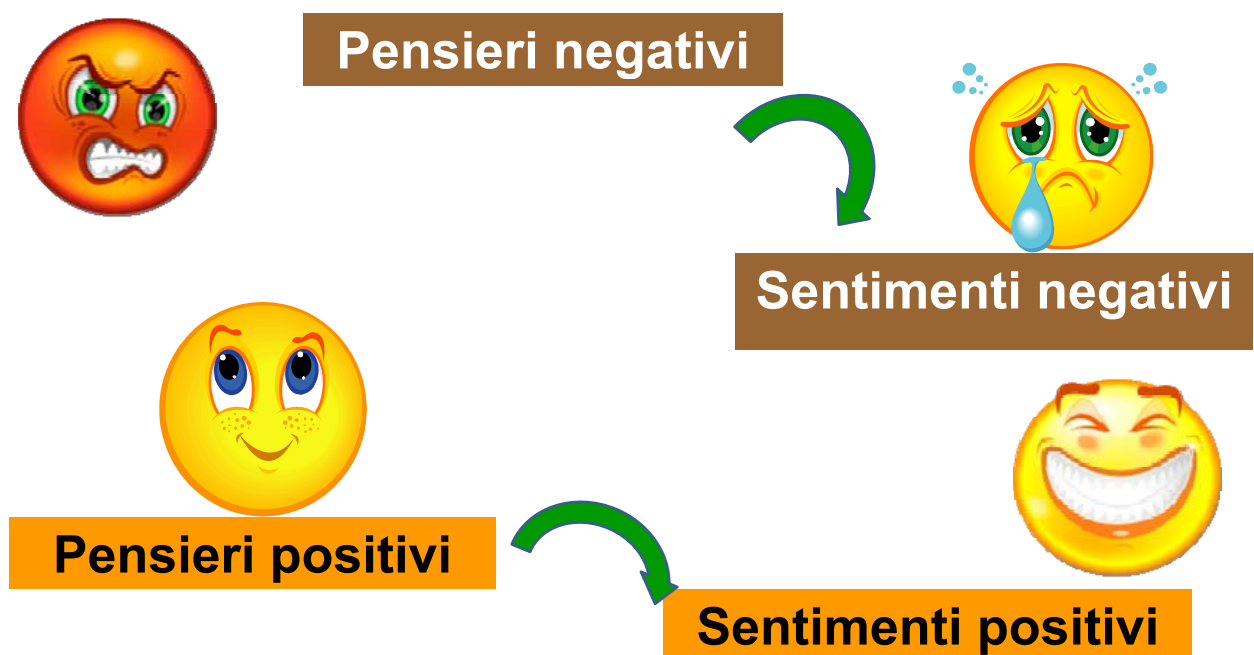 Pensieri negativi
Sentimenti negativi
Pensieri positivi
Sentimenti positivi